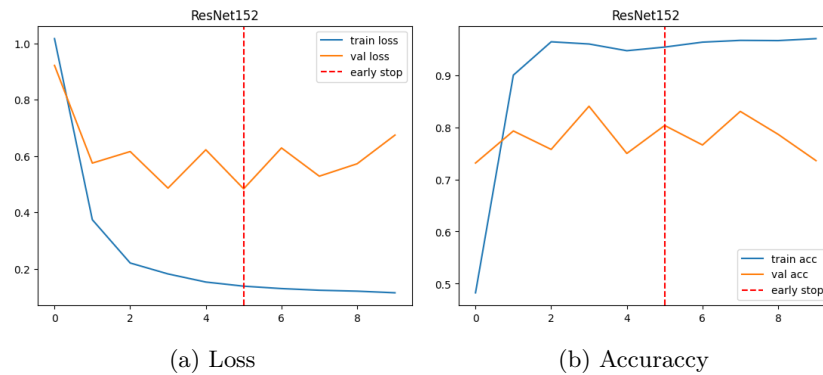 ResNet152
1.0
0.8
0.6
0.4
0.2
0 2 4 6 8
train loss
val loss
early stop
(a) Loss
ResNet152
0.9
0.8
0.7
0.6
0.5
0 2 4 6 8
train acc
val acc
early stop
(b) Accuraccy